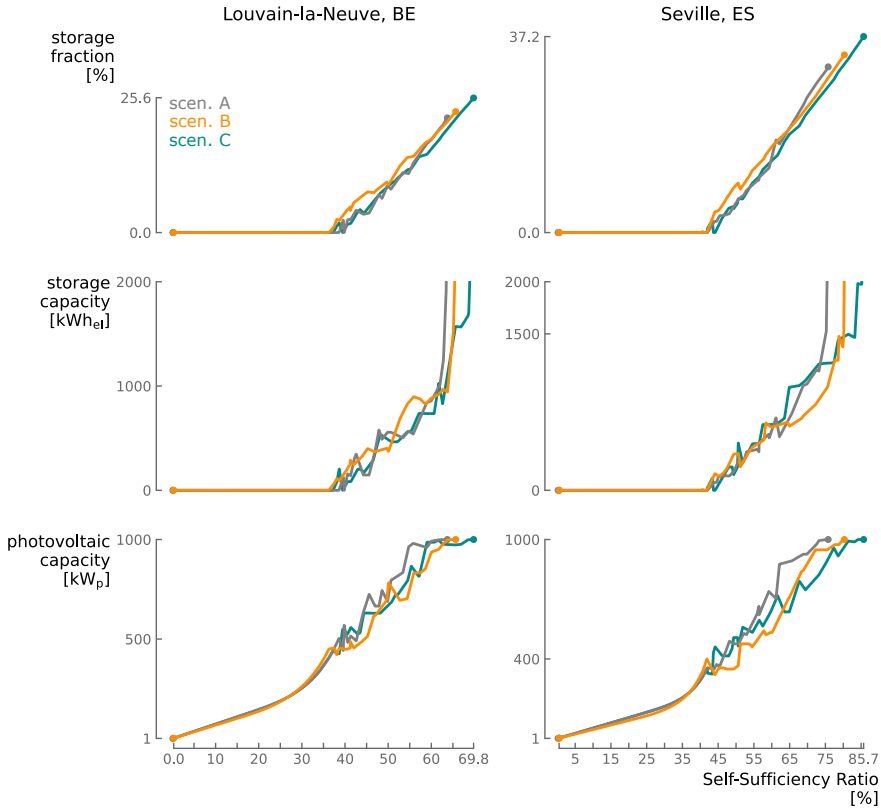 Louvain-la-Neuve, BE
Seville, ES
storage
fraction
[%]
37.2
25.6
scen. A
scen. B
scen. C
0.0
0.0
storage
capacity
[kWhel]
2000
1000
0
2000
1500
0
photovoltaic
capacity
[kWp]
1000
500
1
1000
400
1
0.0 10 20 30 40 50 60 69.8
5 15 25 35 45 55 65 75 85.7
Self-Sufficiency Ratio
[%]